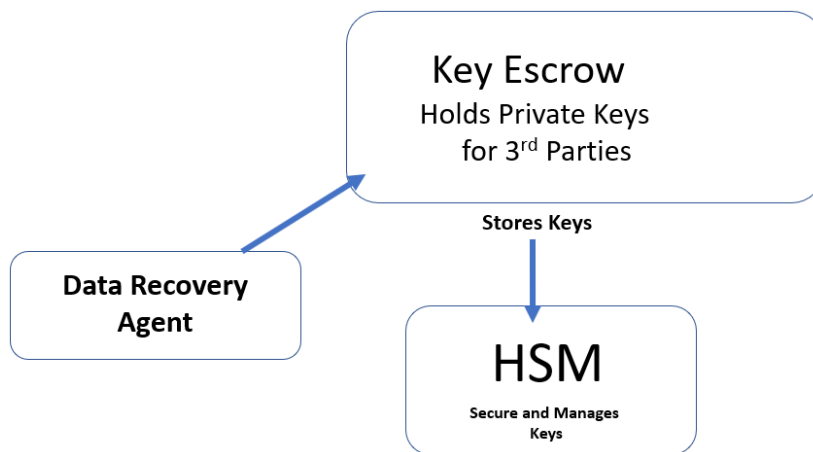 Key Escrow
Holds Private Keys
for 3rd Parties
Stores Keys
Data Recovery
Agent
HSM
Secure and Manages
Keys